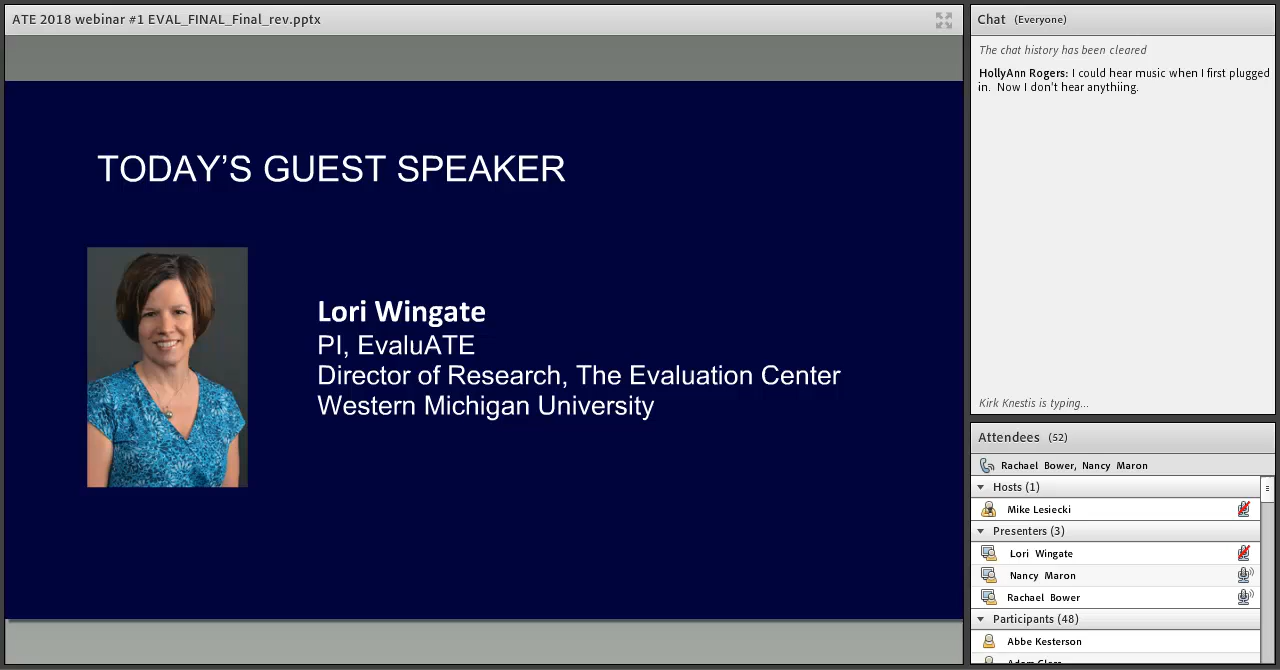 ATE 2018 webinar #1 EVAL_FINAL_Final_rev.pptx
TODAY’S GUEST SPEAKER
Lori Wingate
PI, EvaluATE
Director of Research, The Evaluation Center
Western Michigan University
Chat (Everyone)
The chat history has been cleared
HollyAnn Rogers: I could hear music when I first plugged
in. Now I don't hear anythiing.
Kirk Knestis is typing...
Attendees (52)
Rachael Bower, Nancy Maron
Hosts (1)
Mike Lesiecki
Presenters (3)
Lori Wingate
Nancy Maron
Rachael Bower
Participants (48)
Abbe Kesterson